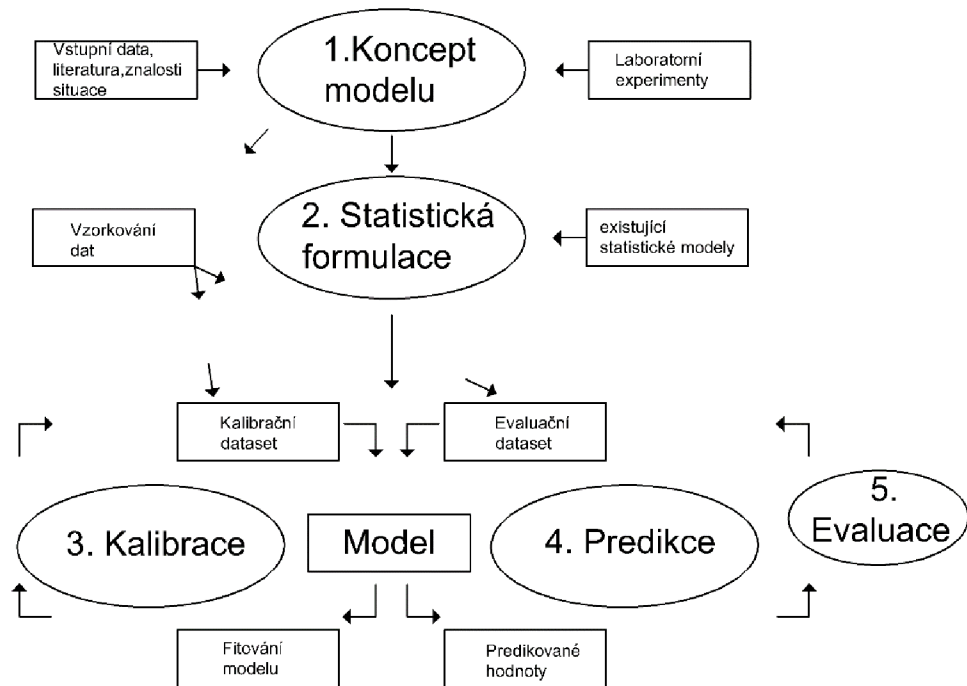 Vstupní data,
literatura,znalosti
situace
1.Koncept
modelu
Laboratorní
experimenty
Vzorkování
dat
2. Statistická
formulace
existující
statistické modely
Kalibrační
dataset
Evaluační
dataset
3. Kalibrace
Model
4. Predikce
5.
Evaluace
Fitování
modelu
Predikované
hodnoty